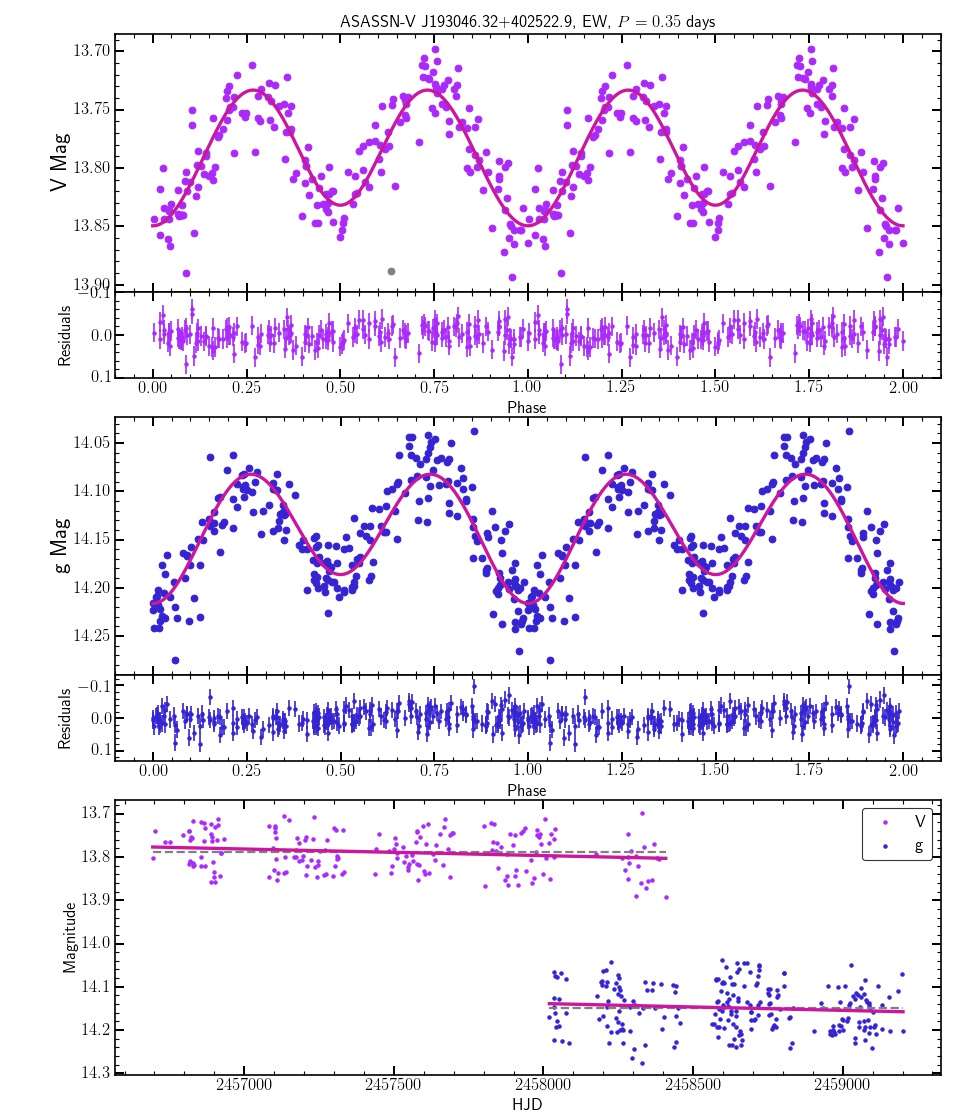 ASASSN-V J193046.32+402522.9, EW, P = 0.35 days
13.70
13.75
13.80
13.85
13.90
V Mag
−0.1
0.0
0.1
Residuals
0.00 0.25 0.50 0.75 1.00 1.25 1.50 1.75 2.00
Phase
14.05
14.10
14.15
14.20
14.25
g Mag
−0.1
0.0
0.1
Residuals
0.00 0.25 0.50 0.75 1.00 1.25 1.50 1.75 2.00
Phase
13.7
13.8
13.9
14.0
14.1
14.2
14.3
Magnitude
V
g
2457000 2457500 2458000 2458500 2459000
HJD